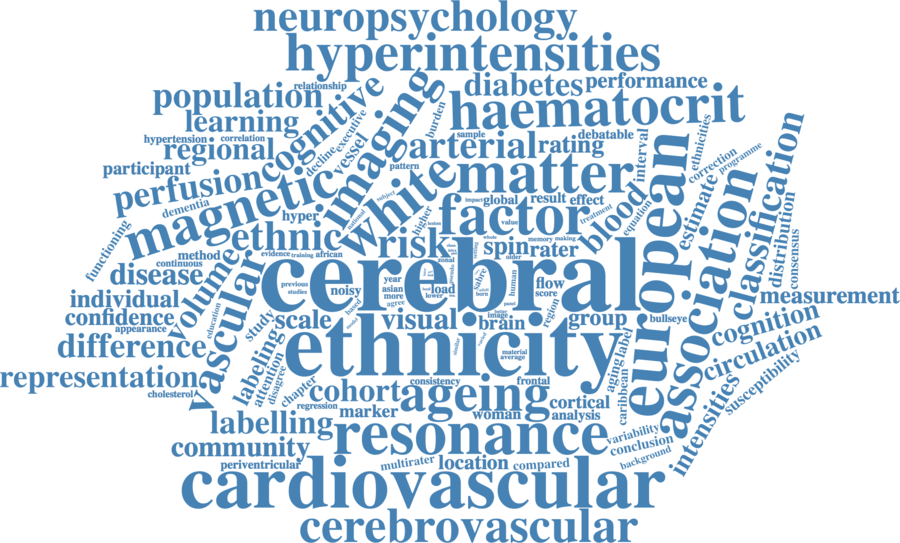 neuropsychology
hyperintensities
relationship
diabetes
performance
population
cognitive
imaging
burden
haematocrit
learning
executive
sample
debatable
interval
ethnicities
hypertension
correlation
decline
vessel
arterial
rating
regional
participant
pattern
white
matter
european
correction
programme
classification
perfusion
magnetic
dementia
national
subject
impact
global
result
effect
blood
estimate
association
distribution
consensus
functioning
hyper
higher
lesion
factor
value
treatment
equation
ethnic
risk
spin
rater
method
continuous
evidence
training
african
whole
memory
making
older
cerebral
disease
volume
vascular
previous
studies
noisy
year
asian
more
agree
load
lower
sabre
born
human
flow
score
individual
measurement
confidence
appearance
education
study
scale
based
visual
brain
image
region
group
bullseye
cognition
difference
labeling
attention
disagree
ethnicity
similar
material
average
aging
label
caribbean
circulation
susceptibility
representation
cholesterol
chapter
cohort
consistency
frontal
ageing
cortical
intensities
regression
marker
woman
analysis
labelling
resonance
variability
conclusion
background
community
periventricular
multirater
location
compared
cardiovascular
cerebrovascular